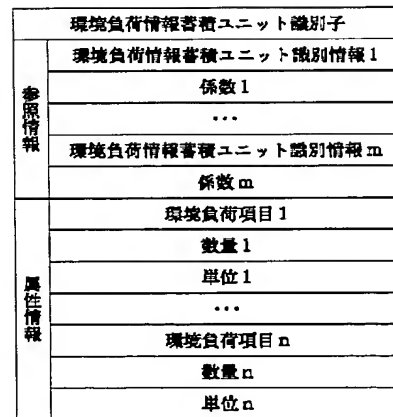 環境負荷情報蓄積ユニット識別子
参照情報
環境負荷情報蓄積ユニット識別情報1
係数1
...
環境負荷情報蓄積ユニット識別情報m
係数m
属性情報
環境負荷項目1
数量1
単位1
...
環境負荷項目n
数量n
単位n